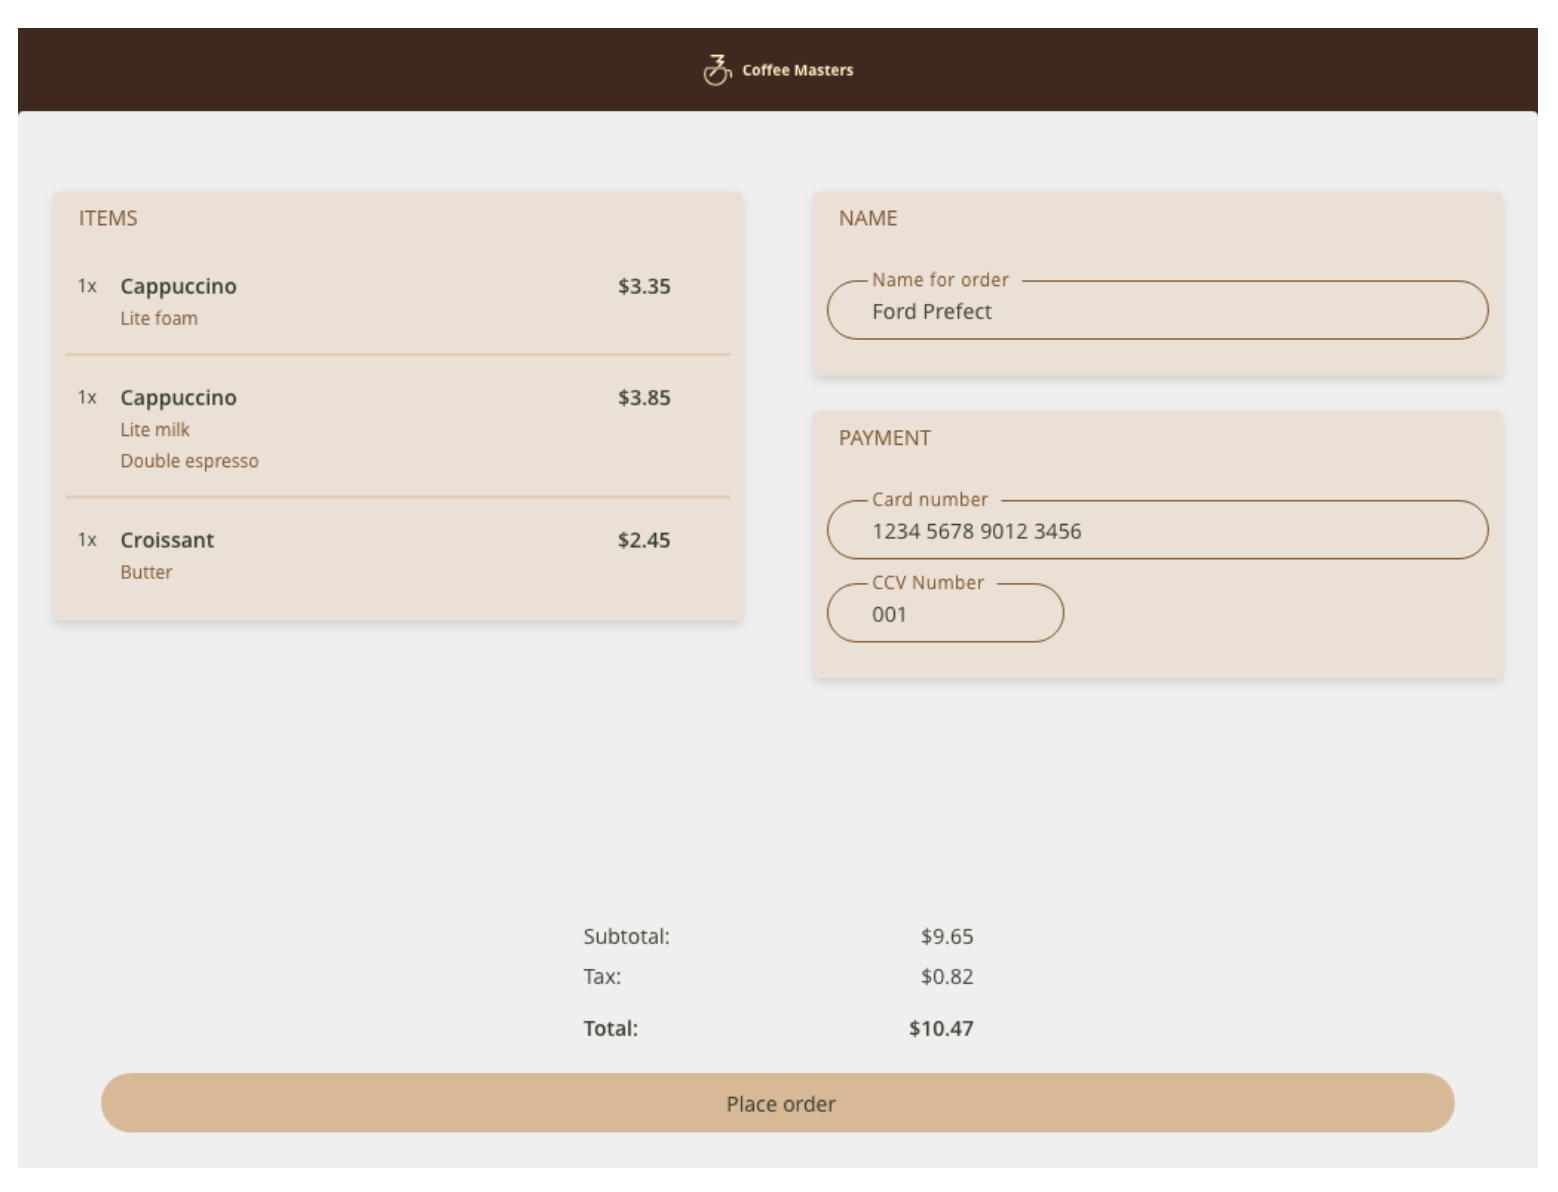 Coffee Masters
ITEMS
1x Cappuccino $3.35
Lite foam
1x Cappuccino $3.85
Lite milk
Double espresso
1x Croissant $2.45
Butter
NAME
Name for order
Ford Prefect
PAYMENT
Card number
1234 5678 9012 3456
CCV Number
001
Subtotal: $9.65
Tax: $0.82
Total: $10.47
Place order